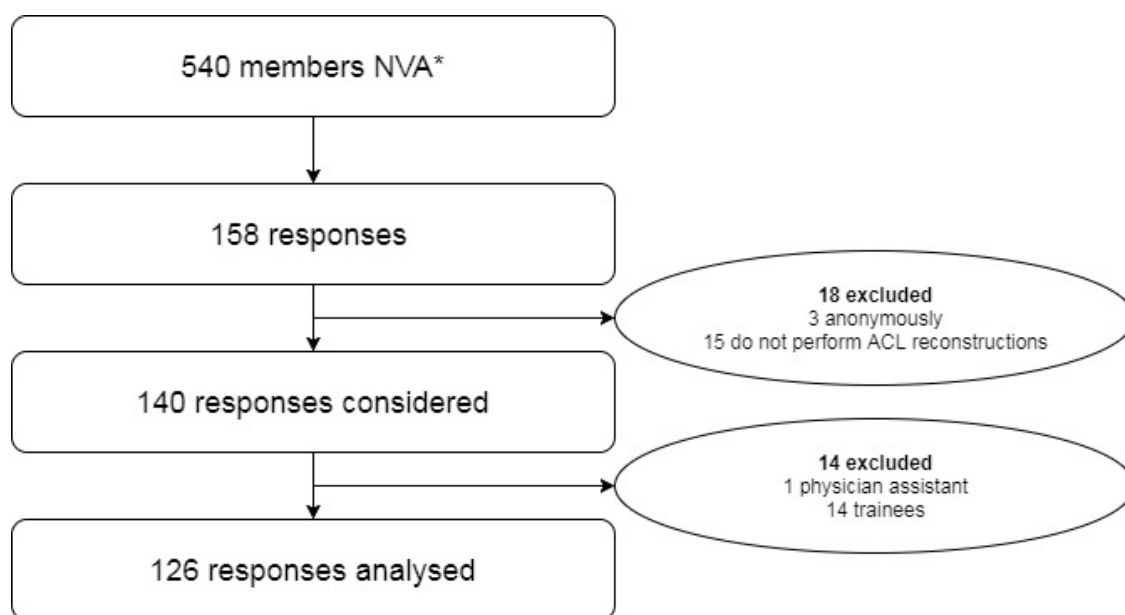 540 members NVA*
158 responses
18 excluded
3 anonymously
15 do not perform ACL reconstructions
140 responses considered
14 excluded
1 physician assistant
14 trainees
126 responses analysed